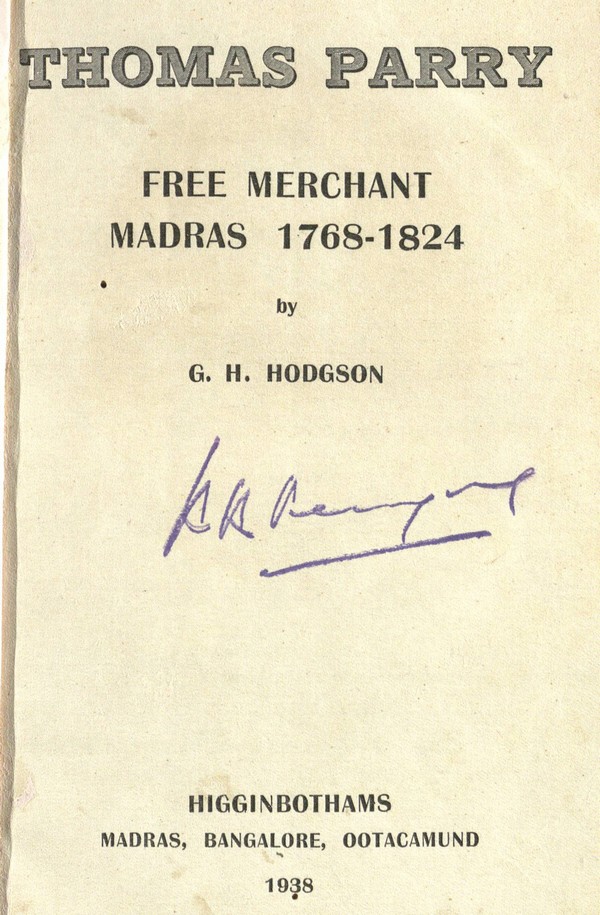 THOMAS PARRY
FREE MERCHANT
MADRAS 1768-1824
by
G. H. HODGSON
HIGGINBOTHAMS
MADRAS, BANGALORE, OOTACAMUND
1938